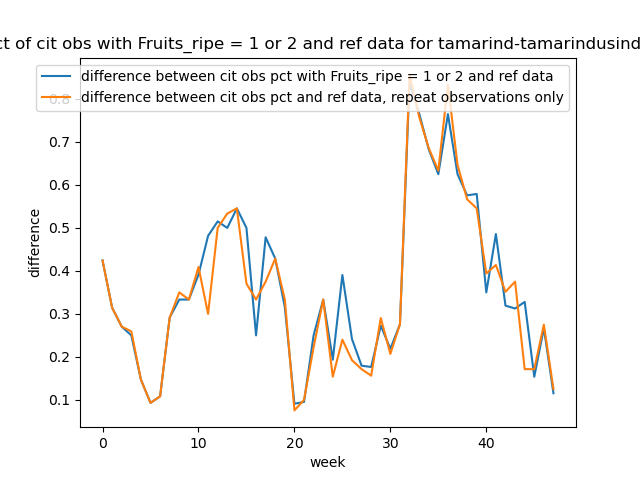 ct of cit obs with Fruits_ripe = 1 or 2 and ref data for tamarind-tamarindusind
difference between cit obs pct with Fruits_ripe = 1 or 2 and ref data
difference between cit obs pct and ref data, repeat observations only
0.8
0.7
0.6
0.5
0.4
0.3
0.2
0.1
difference
0 10 20 30 40
week